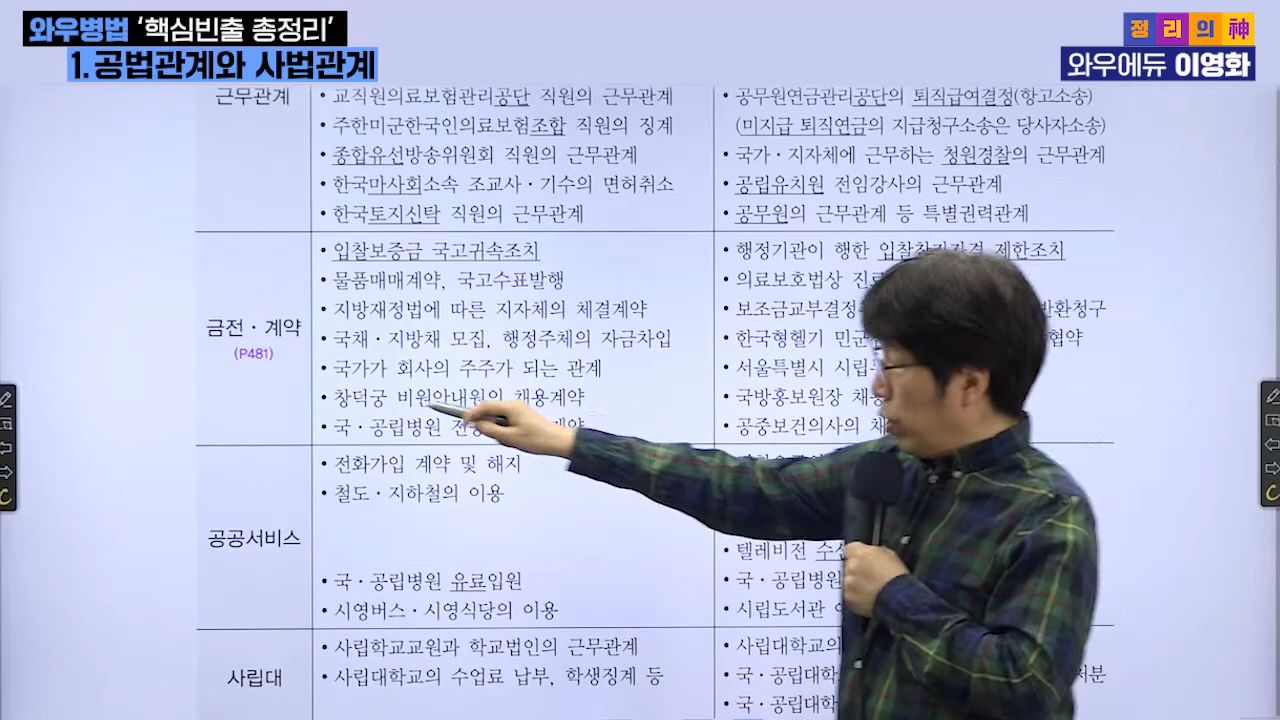 와우병법 '핵심빈출 총정리'
1. 공법관계와 사법관계
정리의神
와우에듀 이영화
근무관계
• 교직원의료보험관리공단 직원의 근무관계
• 주한미군한국인의료보험조합 직원의 징계
• 종합유선방송위원회 직원의 근무관계
• 한국마사회소속 조교사·기수의 면허취소
• 한국토지신탁 직원의 근무관계
• 공무원연금관리공단의 퇴직급여결정(항고소송)
(미지급 퇴직연금의 지급청구소송은 당사자소송)
• 국가·지자체에 근무하는 청원경찰의 근무관계
• 공립유치원 전임강사의 근무관계
• 공무원의 근무관계 등 특별권력관계
금전·계약
(P481)
• 입찰보증금 국고귀속조치
• 물품매매계약, 국고수표발행
• 지방재정법에 따른 지자체의 체결계약
• 국채·지방채 모집, 행정주체의 자금차입
• 국가가 회사의 주주가 되는 관계
• 창덕궁 비원안내원의 채용계약
• 국·공립병원
• 행정기관이 행한 입찰참가자격 제한조치
• 의료보호법상
• 보조금교부결정 반환청구
• 한국형헬기 협약
• 서울특별시 시립
• 국방홍보원장
• 공중보건의사의
공공서비스
• 전화가입 계약 및 해지
• 철도·지하철의 이용
• 국·공립병원 유료입원
• 시영버스·시영식당의 이용
• 텔레비전
• 국·공립병원
• 시립도서관
사립대
• 사립학교교원과 학교법인의 근무관계
• 사립대학교의 수업료 납부, 학생징계 등
• 사립대학교의
• 국·공립대학
• 국·공립대학